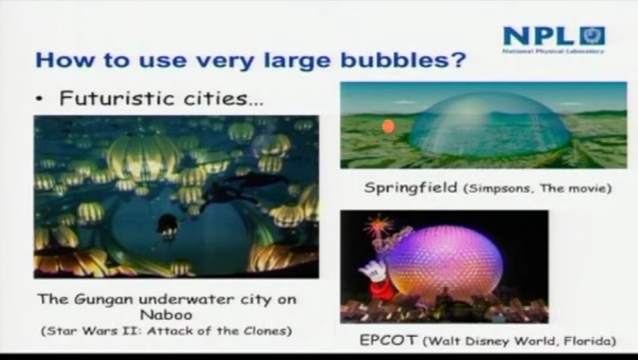 NPL
National Physical Laboratory
How to use very large bubbles?
• Futuristic cities...
Springfield (Simpsons, The movie)
The Gungan underwater city on
Naboo
(Star Wars II: Attack of the Clones)
EPCOT (Walt Disney World, Florida)